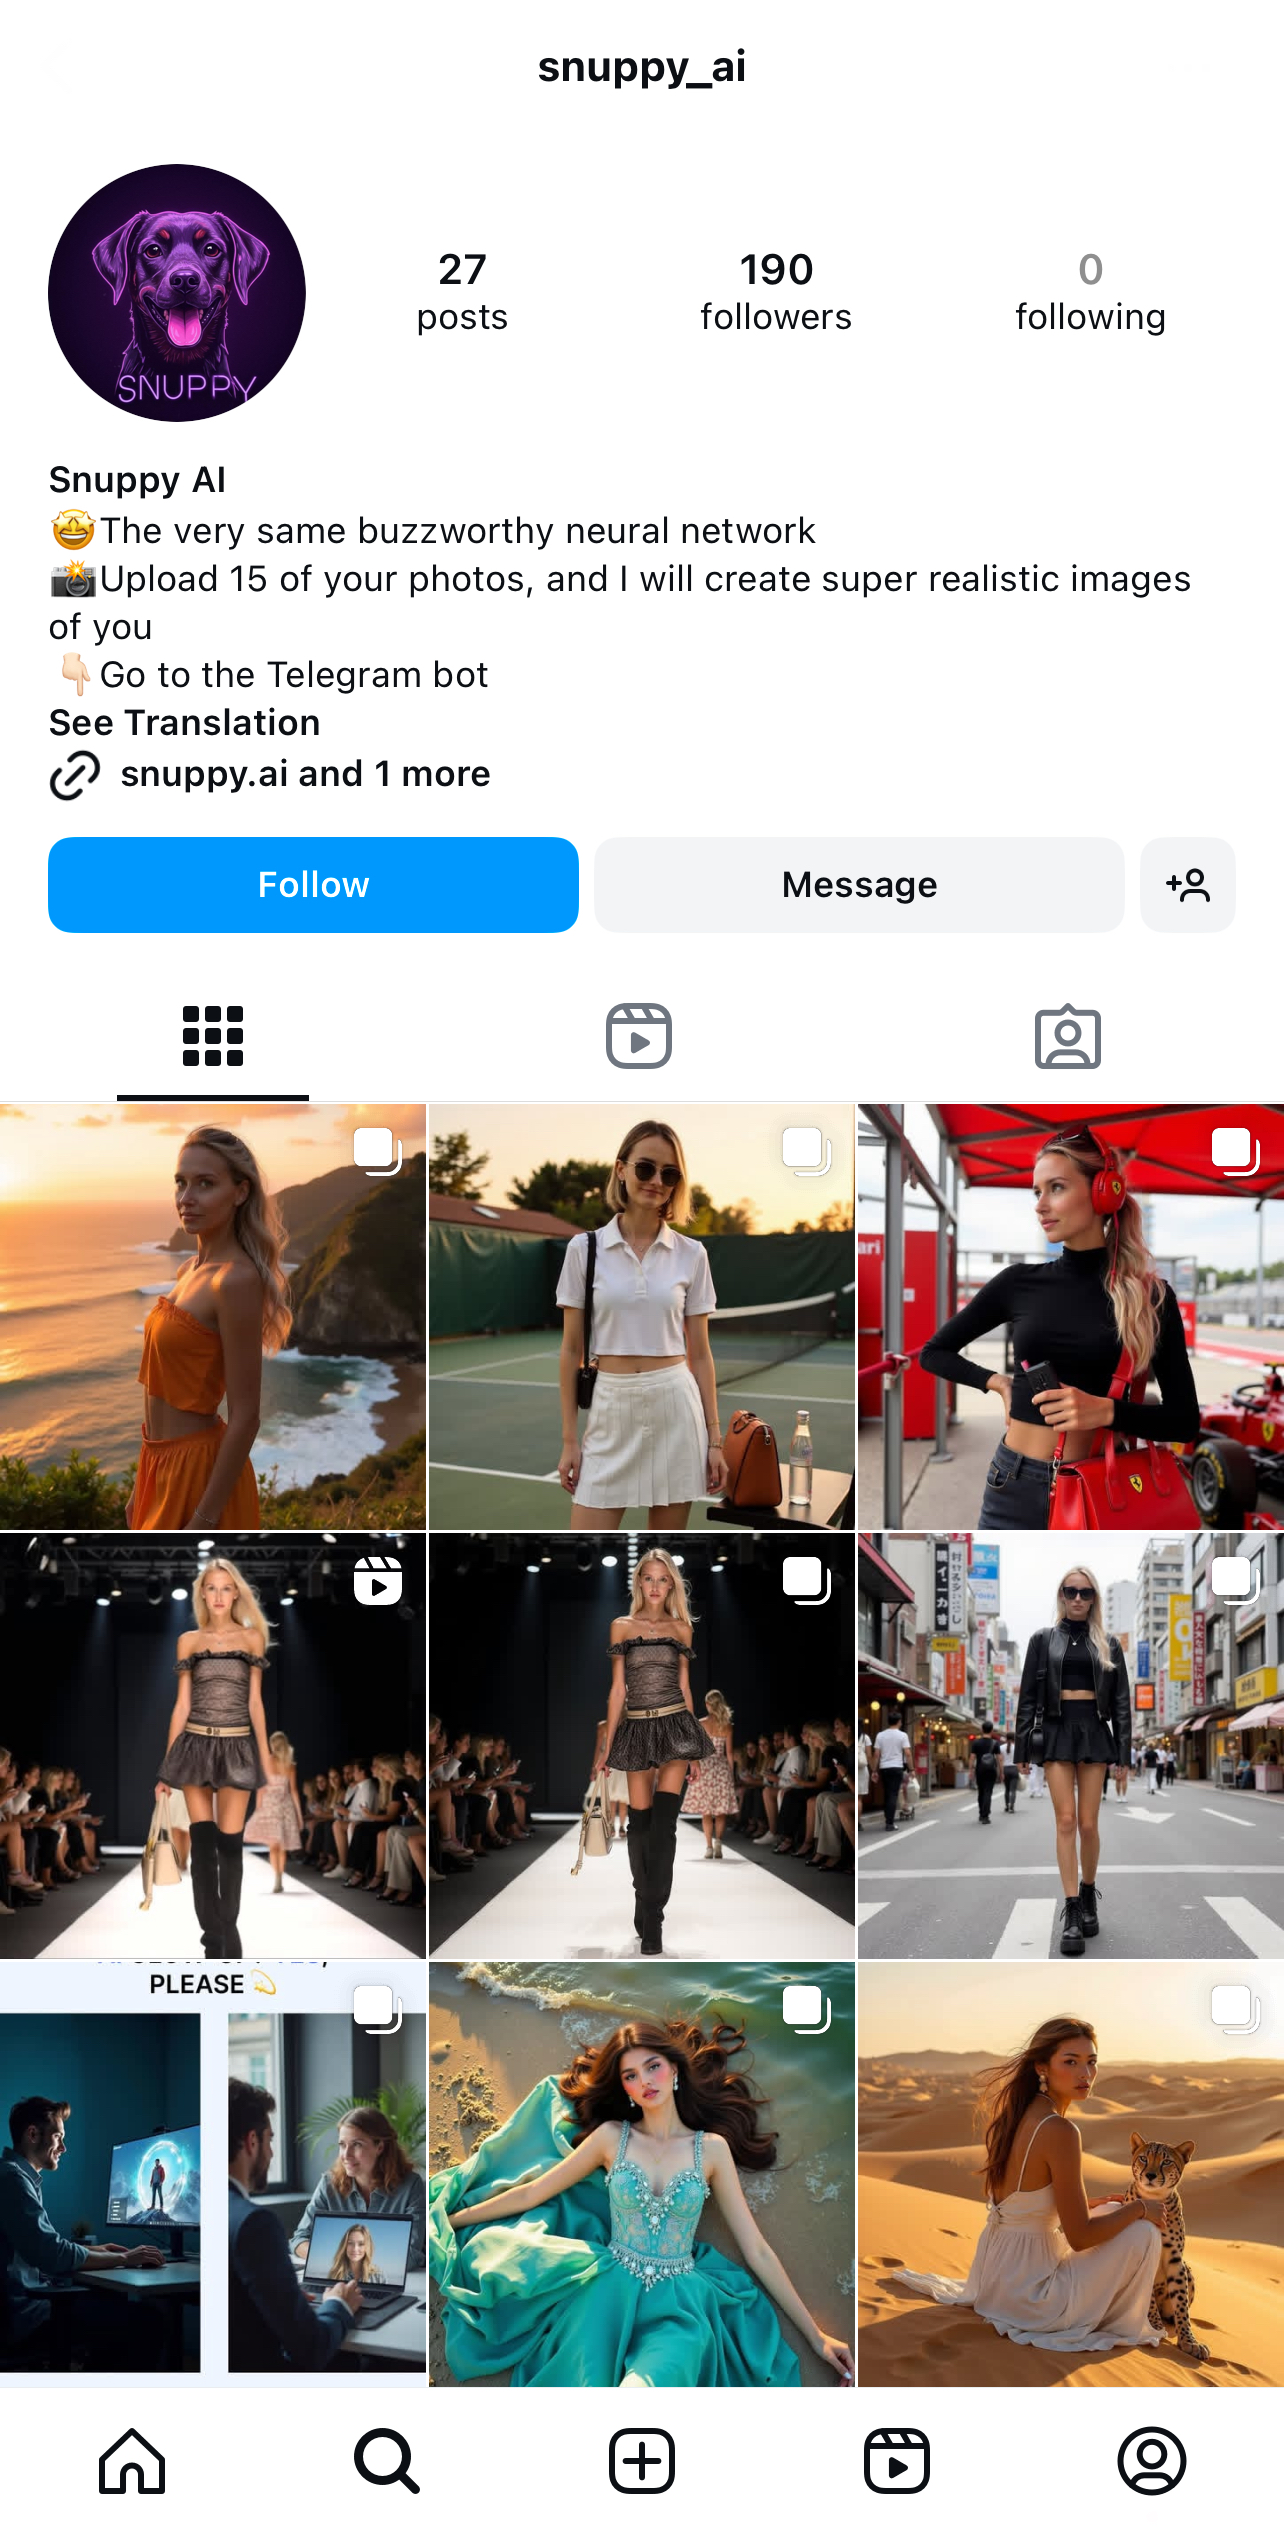 snuppy_ai
SNUPPY
27
posts
190
followers
0
following
Snuppy AI
🤩The very same buzzworthy neural network
📸Upload 15 of your photos, and I will create super realistic images
of you
👇🏻Go to the Telegram bot
See Translation
snuppy.ai and 1 more
Follow
Message
PLEASE 💫